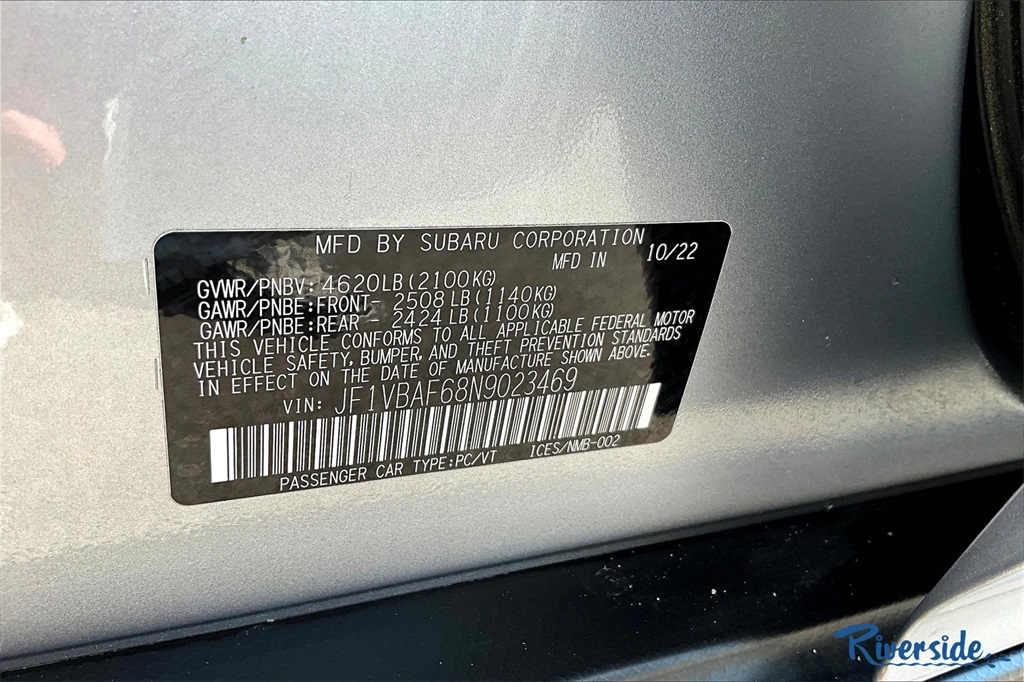 MFD BY SUBARU CORPORATION 10/22
MFD IN
GVWR/PNBV: 4620LB(2100KG)
GAWR/PNBE:FRONT- 2508 LB(1140KG)
GAWR/PNBE:REAR - 2424 LB(1100KG)
THIS VEHICLE CONFORMS TO ALL APPLICABLE FEDERAL MOTOR
VEHICLE SAFETY, BUMPER, AND THEFT PREVENTION STANDARDS
IN EFFECT ON THE DATE OF MANUFACTURE SHOWN ABOVE.
VIN: JF1VBAF68N9023469
PASSENGER CAR TYPE:PC/VT ICES/NMB-002
Riverside